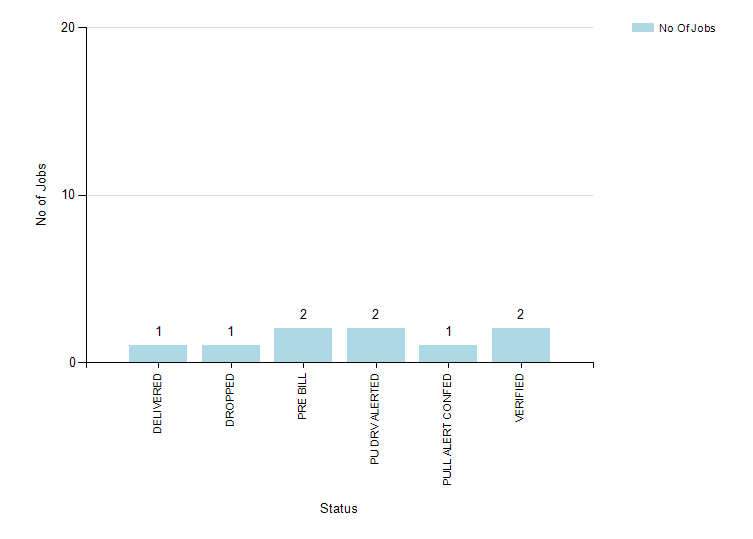 20
No Of Jobs
No of Jobs
10
1
1
2
2
1
2
0
DELIVERED
DROPPED
PRE BILL
PU DRV ALERTED
PULL ALERT CONFED
VERIFIED
Status